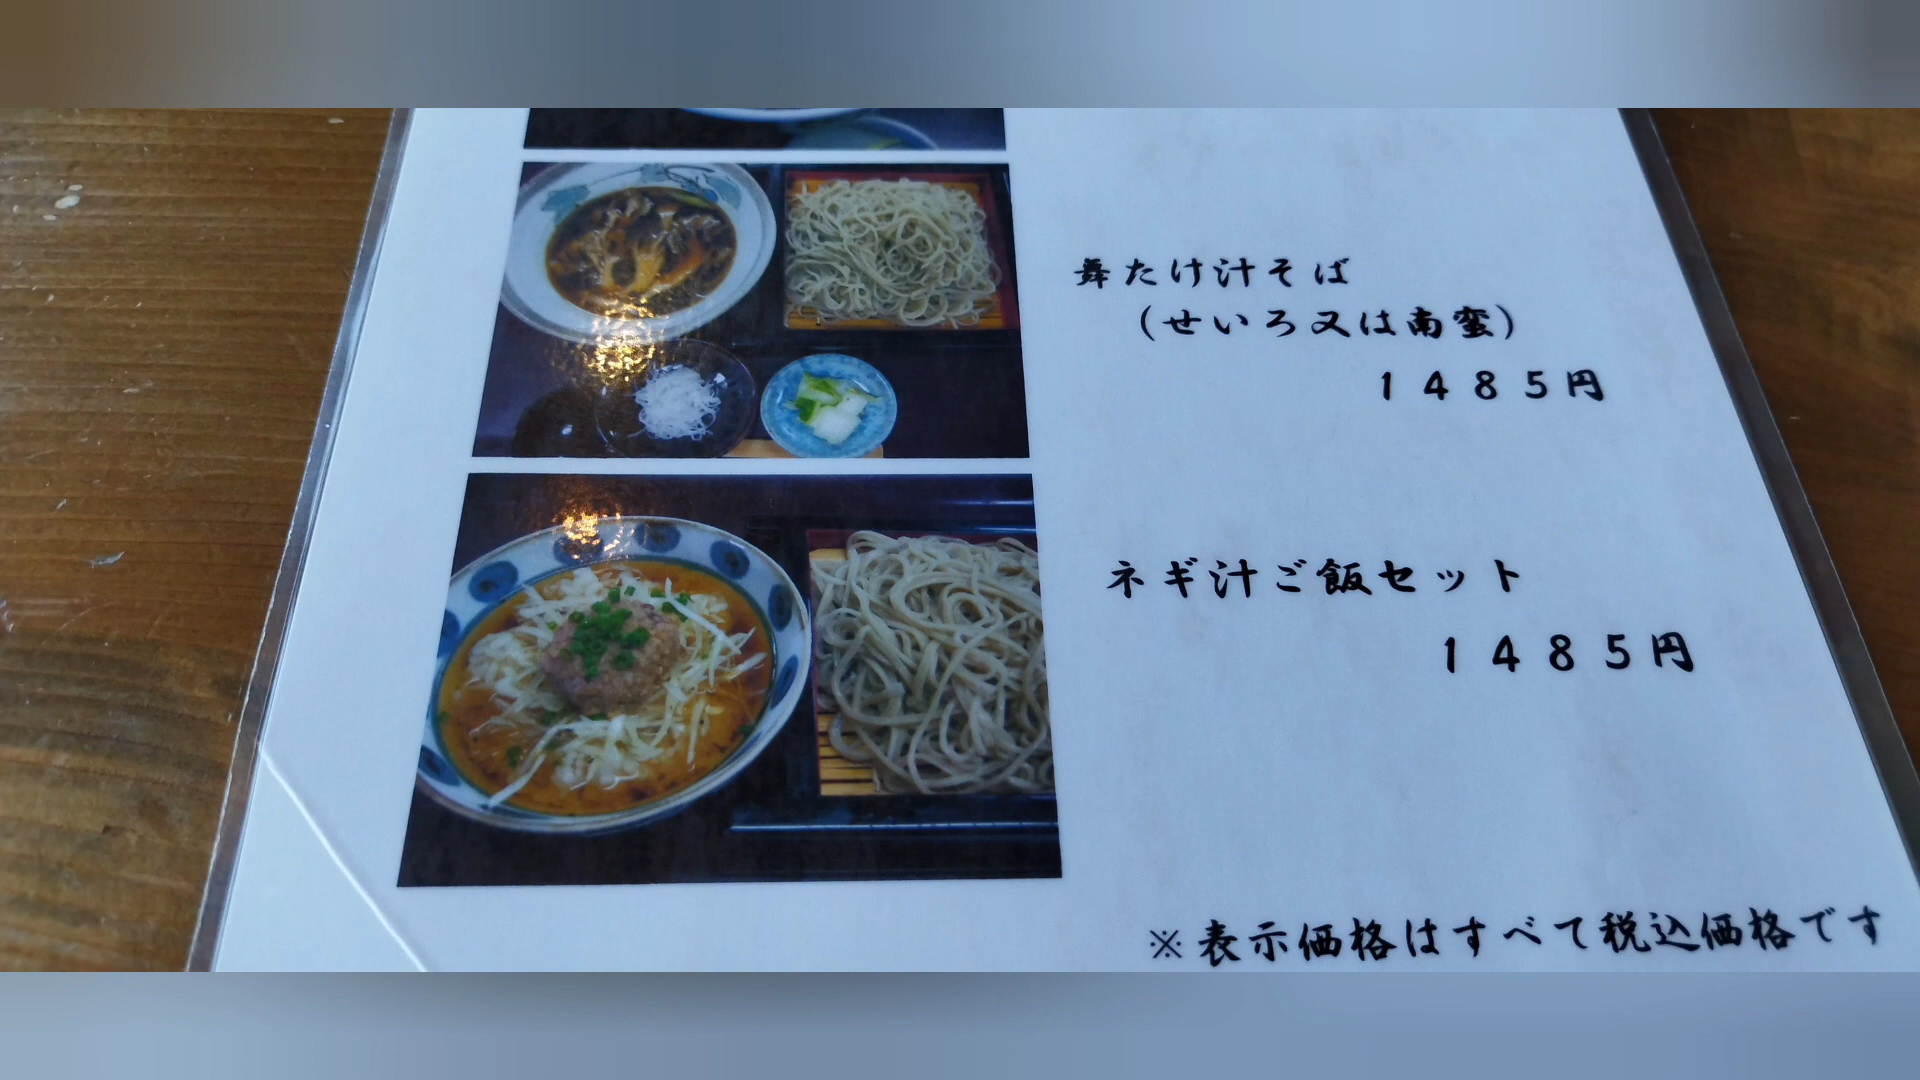 舞たけ汁そば
（せいろ又は南蛮）
１４８５円
ネギ汁ご飯セット
１４８５円
※表示価格はすべて税込価格です